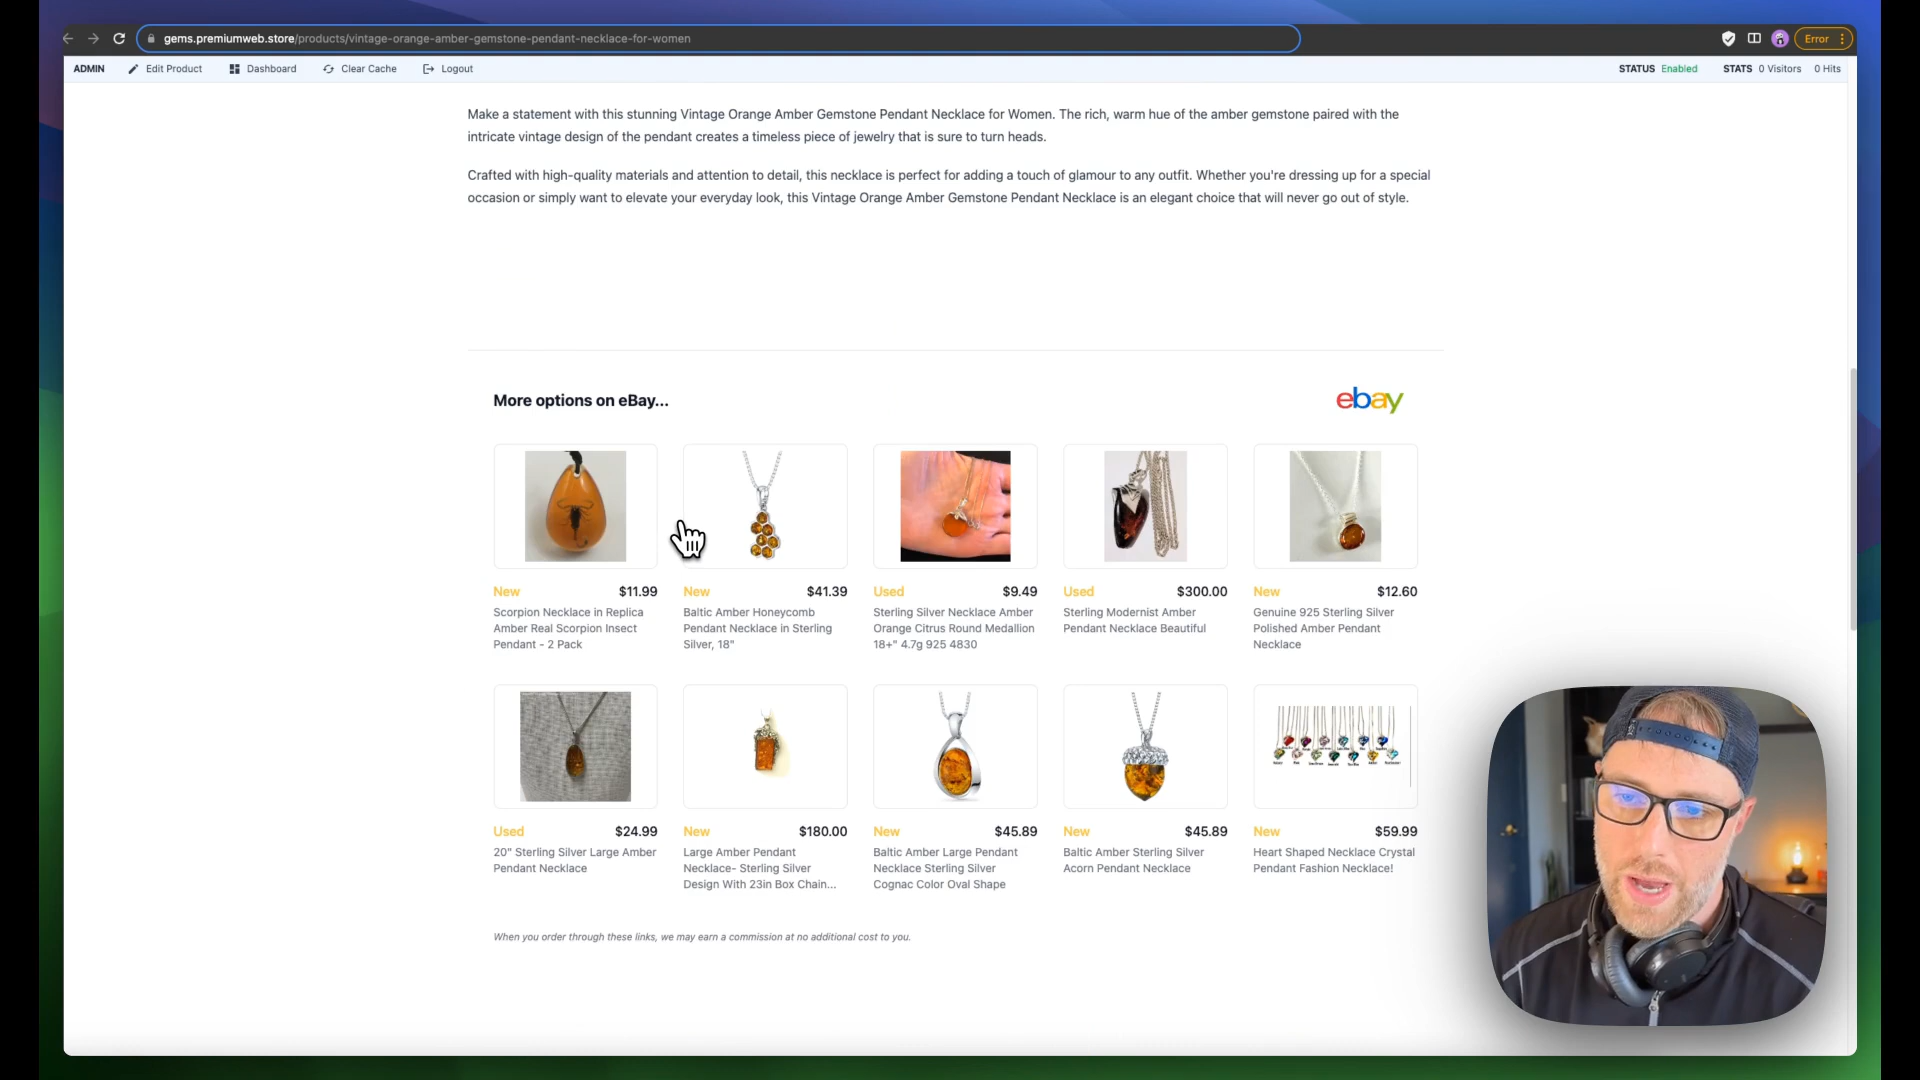 gems.premiumweb.store/products/vintage-orange-amber-gemstone-pendant-necklace-for-women
Error
ADMIN Edit Product Dashboard Clear Cache Logout STATUS Enabled STATS 0 Visitors 0 Hits
Make a statement with this stunning Vintage Orange Amber Gemstone Pendant Necklace for Women. The rich, warm hue of the amber gemstone paired with the
intricate vintage design of the pendant creates a timeless piece of jewelry that is sure to turn heads.
Crafted with high-quality materials and attention to detail, this necklace is perfect for adding a touch of glamour to any outfit. Whether you're dressing up for a special
occasion or simply want to elevate your everyday look, this Vintage Orange Amber Gemstone Pendant Necklace is an elegant choice that will never go out of style.
More options on eBay...
ebay
New $11.99
Scorpion Necklace in Replica
Amber Real Scorpion Insect
Pendant - 2 Pack
New $41.39
Baltic Amber Honeycomb
Pendant Necklace in Sterling
Silver, 18"
Used $9.49
Sterling Silver Necklace Amber
Orange Citrus Round Medallion
18+" 4.7g 925 4830
Used $300.00
Sterling Modernist Amber
Pendant Necklace Beautiful
New $12.60
Genuine 925 Sterling Silver
Polished Amber Pendant
Necklace
Used $24.99
20" Sterling Silver Large Amber
Pendant Necklace
New $180.00
Large Amber Pendant
Necklace- Sterling Silver
Design With 23in Box Chain...
New $45.89
Baltic Amber Large Pendant
Necklace Sterling Silver
Cognac Color Oval Shape
New $45.89
Baltic Amber Sterling Silver
Acorn Pendant Necklace
New $59.99
Heart Shaped Necklace Crystal
Pendant Fashion Necklace!
When you order through these links, we may earn a commission at no additional cost to you.